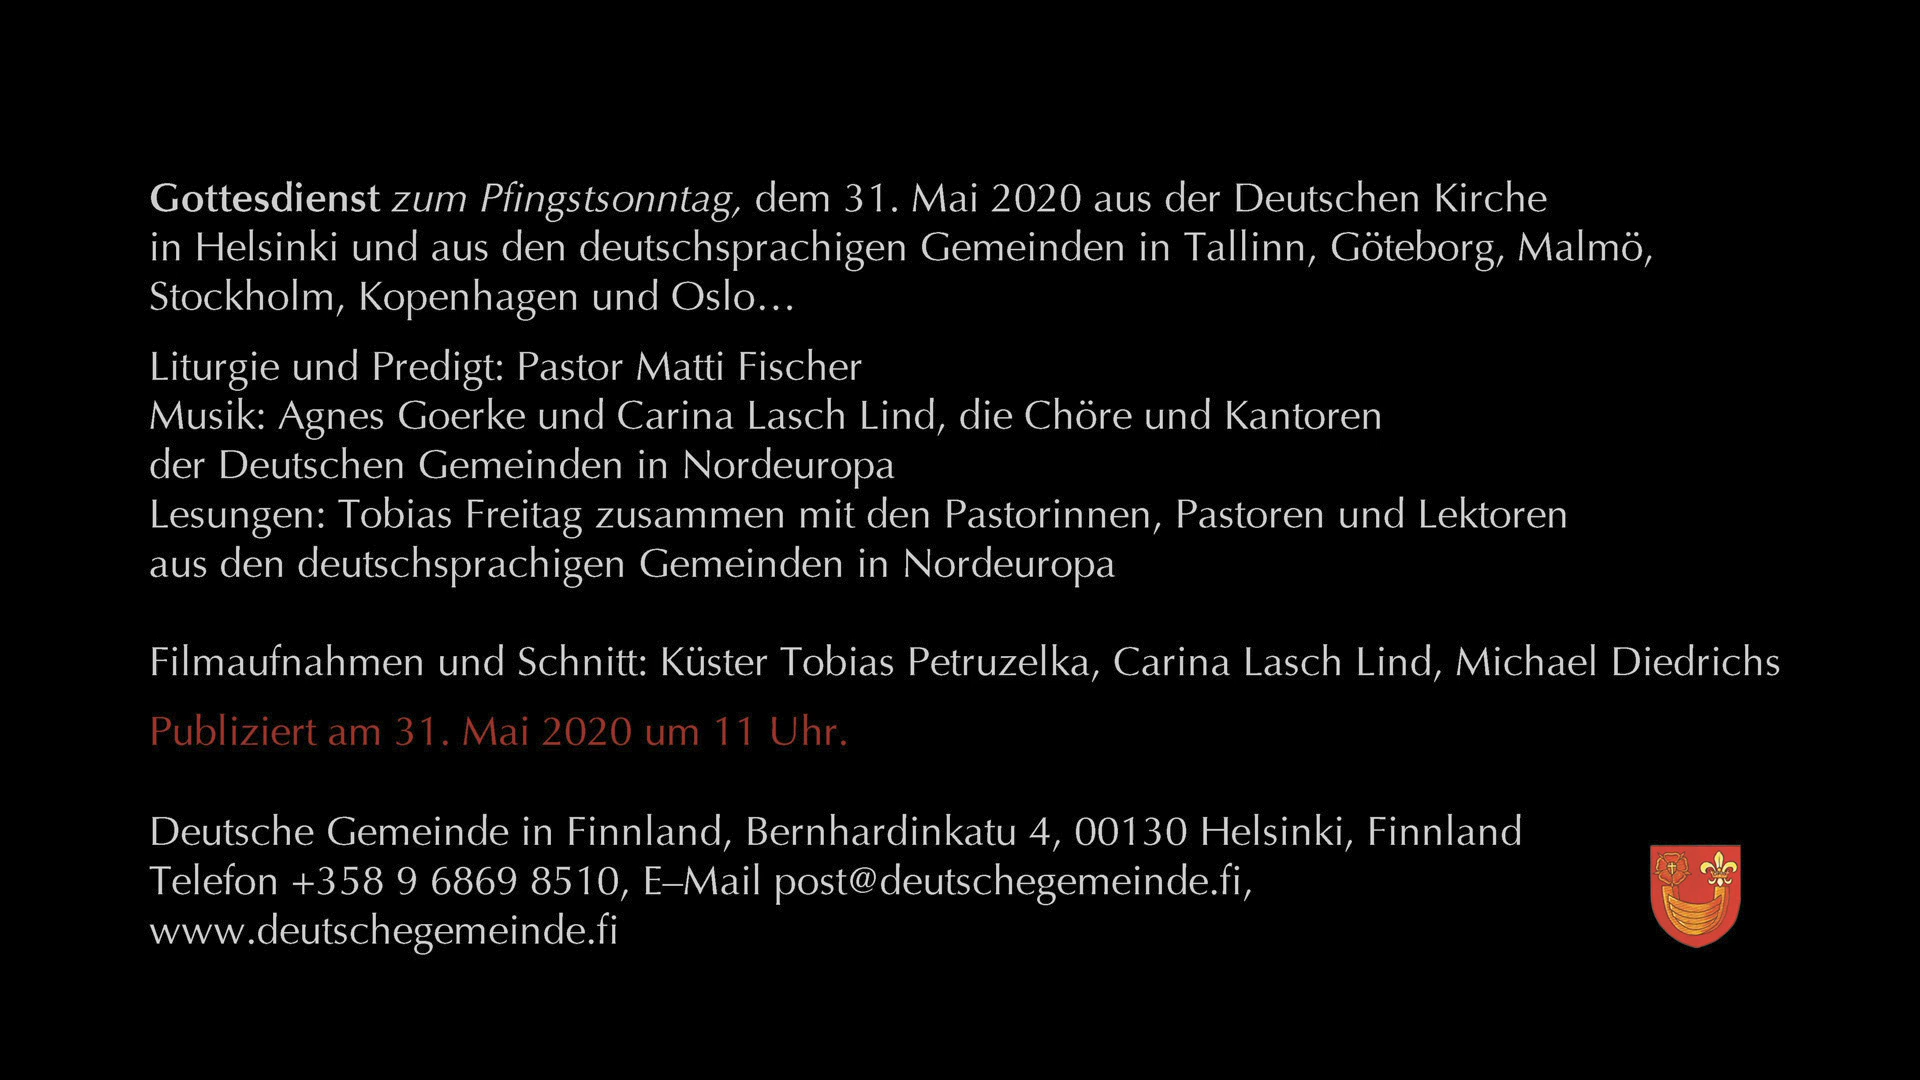 Gottesdienst zum Pfingstsonntag, dem 31. Mai 2020 aus der Deutschen Kirche
in Helsinki und aus den deutschsprachigen Gemeinden in Tallinn, Göteborg, Malmö,
Stockholm, Kopenhagen und Oslo…
Liturgie und Predigt: Pastor Matti Fischer
Musik: Agnes Goerke und Carina Lasch Lind, die Chöre und Kantoren
der Deutschen Gemeinden in Nordeuropa
Lesungen: Tobias Freitag zusammen mit den Pastorinnen, Pastoren und Lektoren
aus den deutschsprachigen Gemeinden in Nordeuropa
Filmaufnahmen und Schnitt: Küster Tobias Petruzelka, Carina Lasch Lind, Michael Diedrichs
Publiziert am 31. Mai 2020 um 11 Uhr.
Deutsche Gemeinde in Finnland, Bernhardinkatu 4, 00130 Helsinki, Finnland
Telefon +358 9 6869 8510, E–Mail post@deutschegemeinde.fi,
www.deutschegemeinde.fi